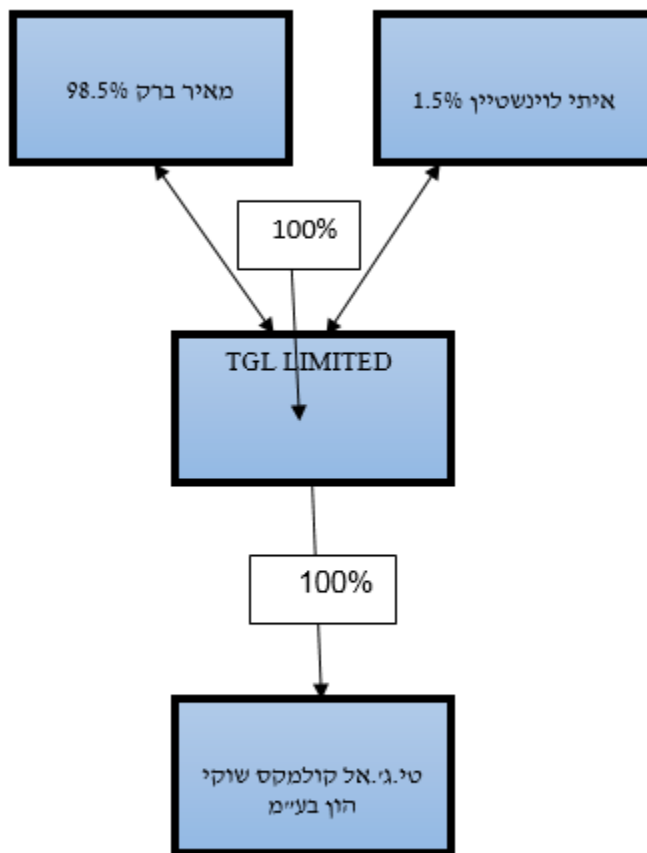 מאיר ברק 98.5%
איתי לוינשטיין 1.5%
100%
TGL LIMITED
100%
טי.ג'.אל קולמקס שוקי
הון בע"מ